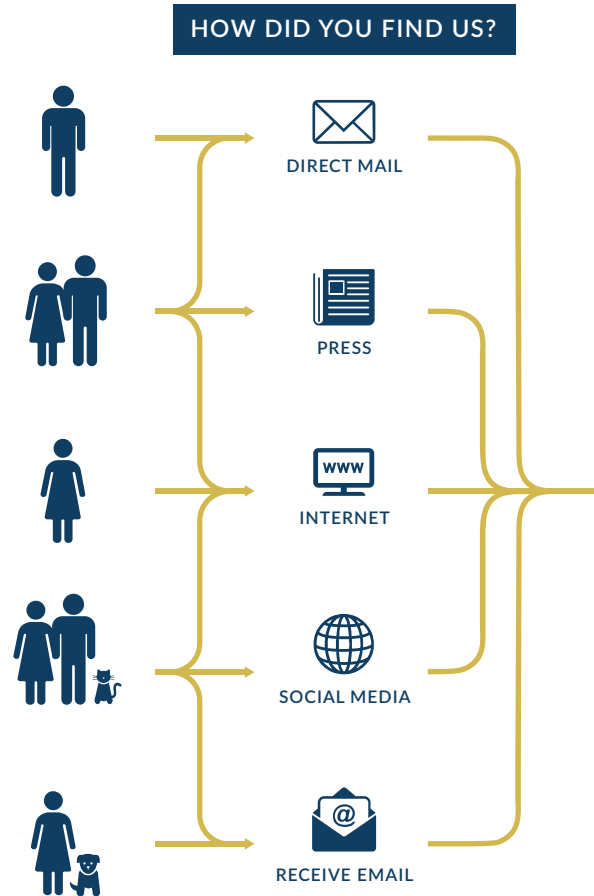 HOW DID YOU FIND US?
DIRECT MAIL
PRESS
WWW
INTERNET
SOCIAL MEDIA
@
RECEIVE EMAIL